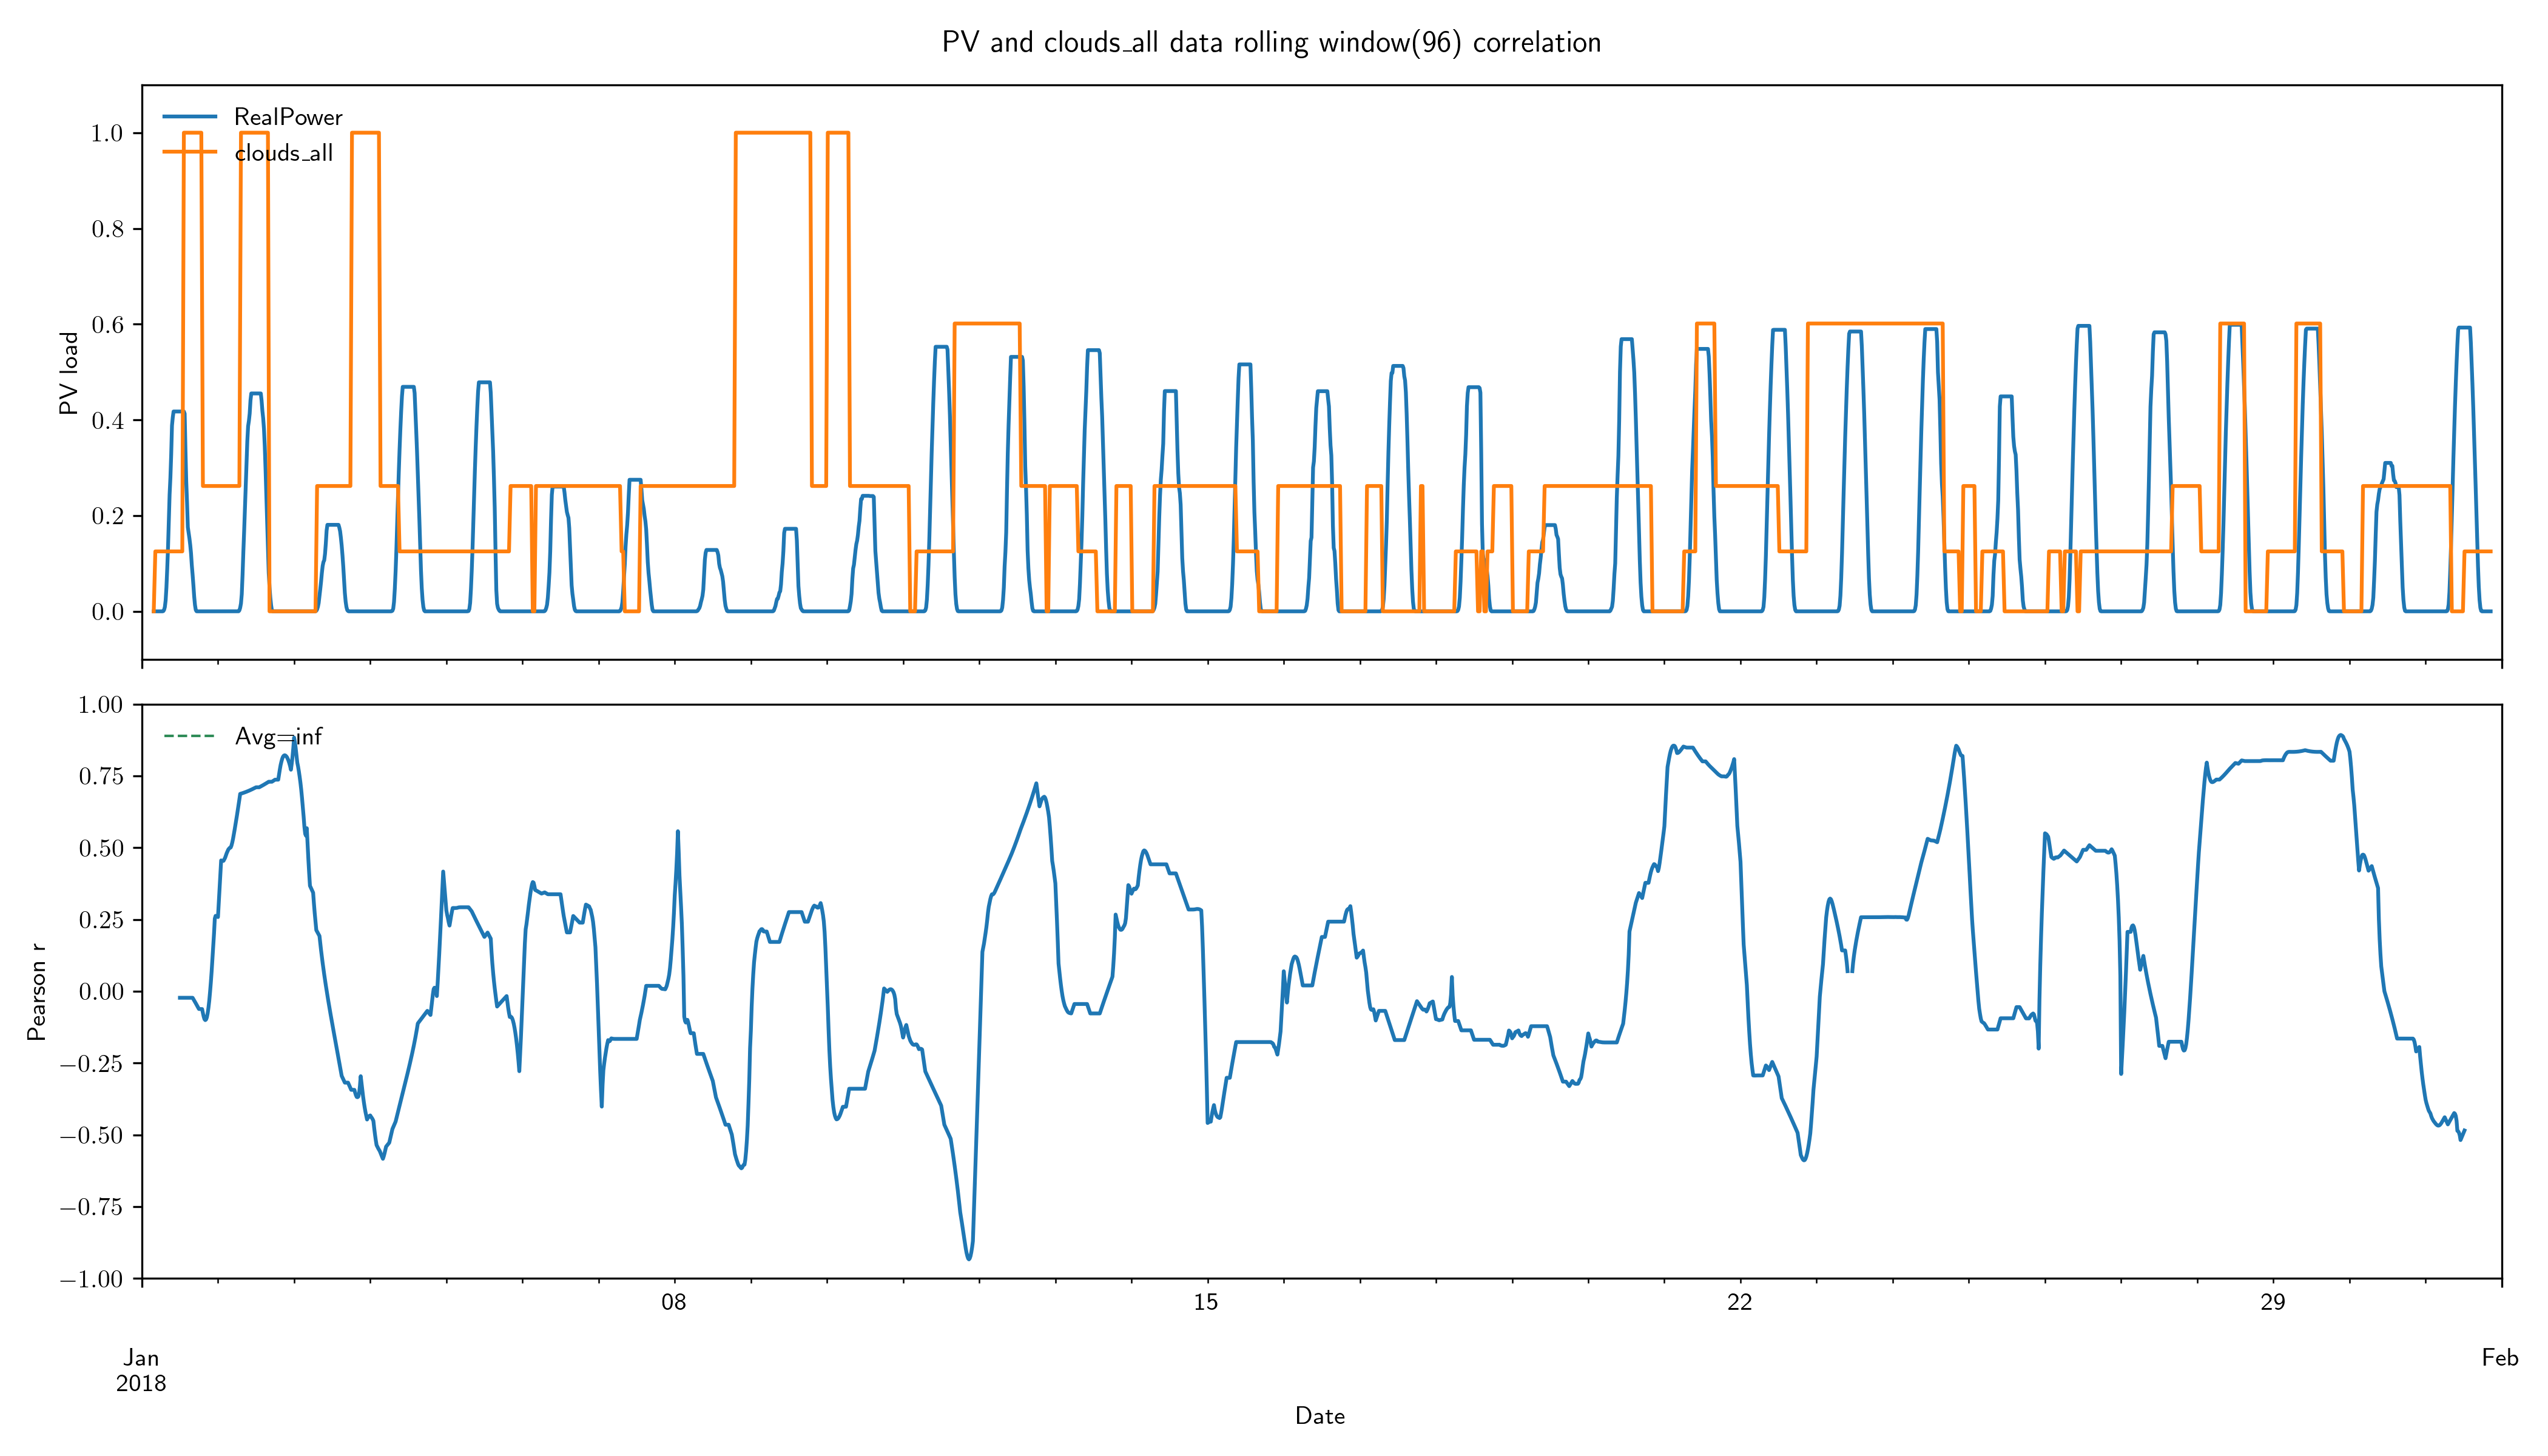 PV and clouds_all data rolling window(96) correlation
RealPower
clouds_all
1.0
0.8
0.6
0.4
0.2
0.0
PV load
Avg=inf
1.00
0.75
0.50
0.25
0.00
−0.25
−0.50
−0.75
−1.00
Pearson r
08 15 22 29
Jan Feb
2018
Date